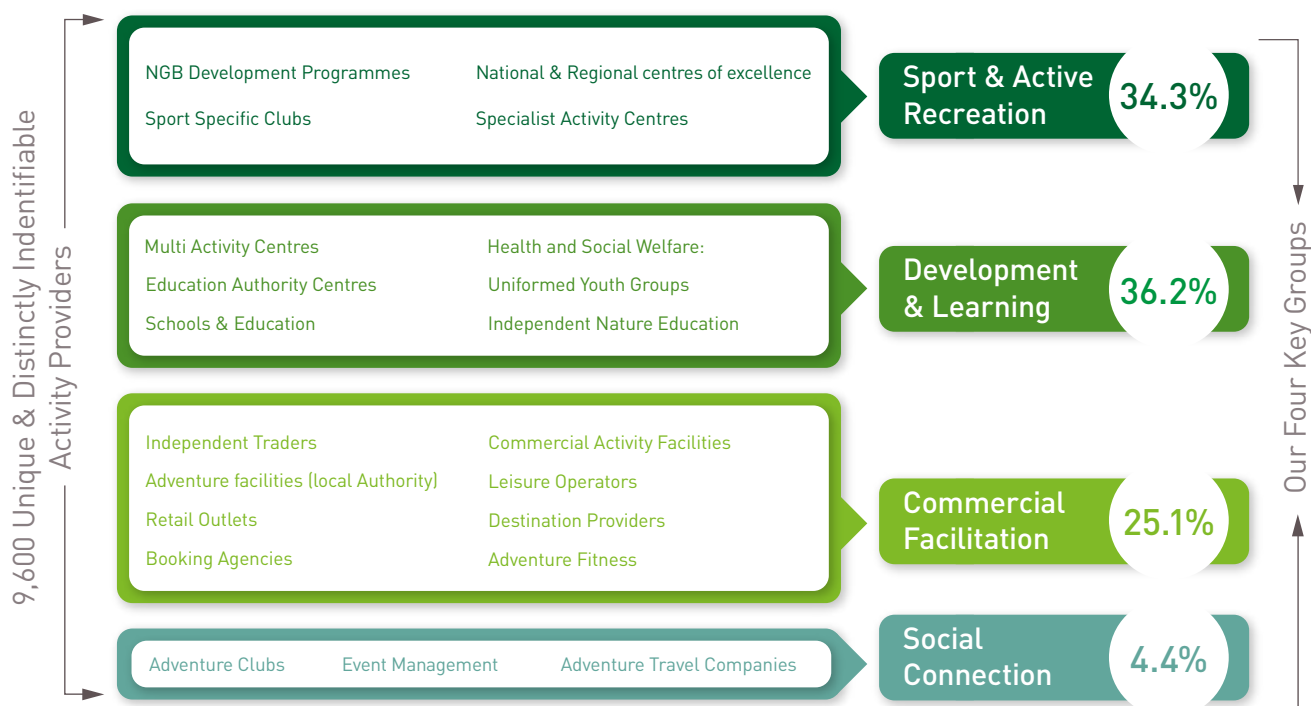 9,600 Unique & Distinctly Indentifiable
Activity Providers
NGB Development Programmes
National & Regional centres of excellence
Sport Specific Clubs
Specialist Activity Centres
Sport & Active
Recreation
34.3%
Multi Activity Centres
Health and Social Welfare:
Education Authority Centres
Uniformed Youth Groups
Schools & Education
Independent Nature Education
Development
& Learning
36.2%
Independent Traders
Commercial Activity Facilities
Adventure facilities (local Authority)
Leisure Operators
Retail Outlets
Destination Providers
Booking Agencies
Adventure Fitness
Commercial
Facilitation
25.1%
Adventure Clubs
Event Management
Adventure Travel Companies
Social
Connection
4.4%
Our Four Key Groups